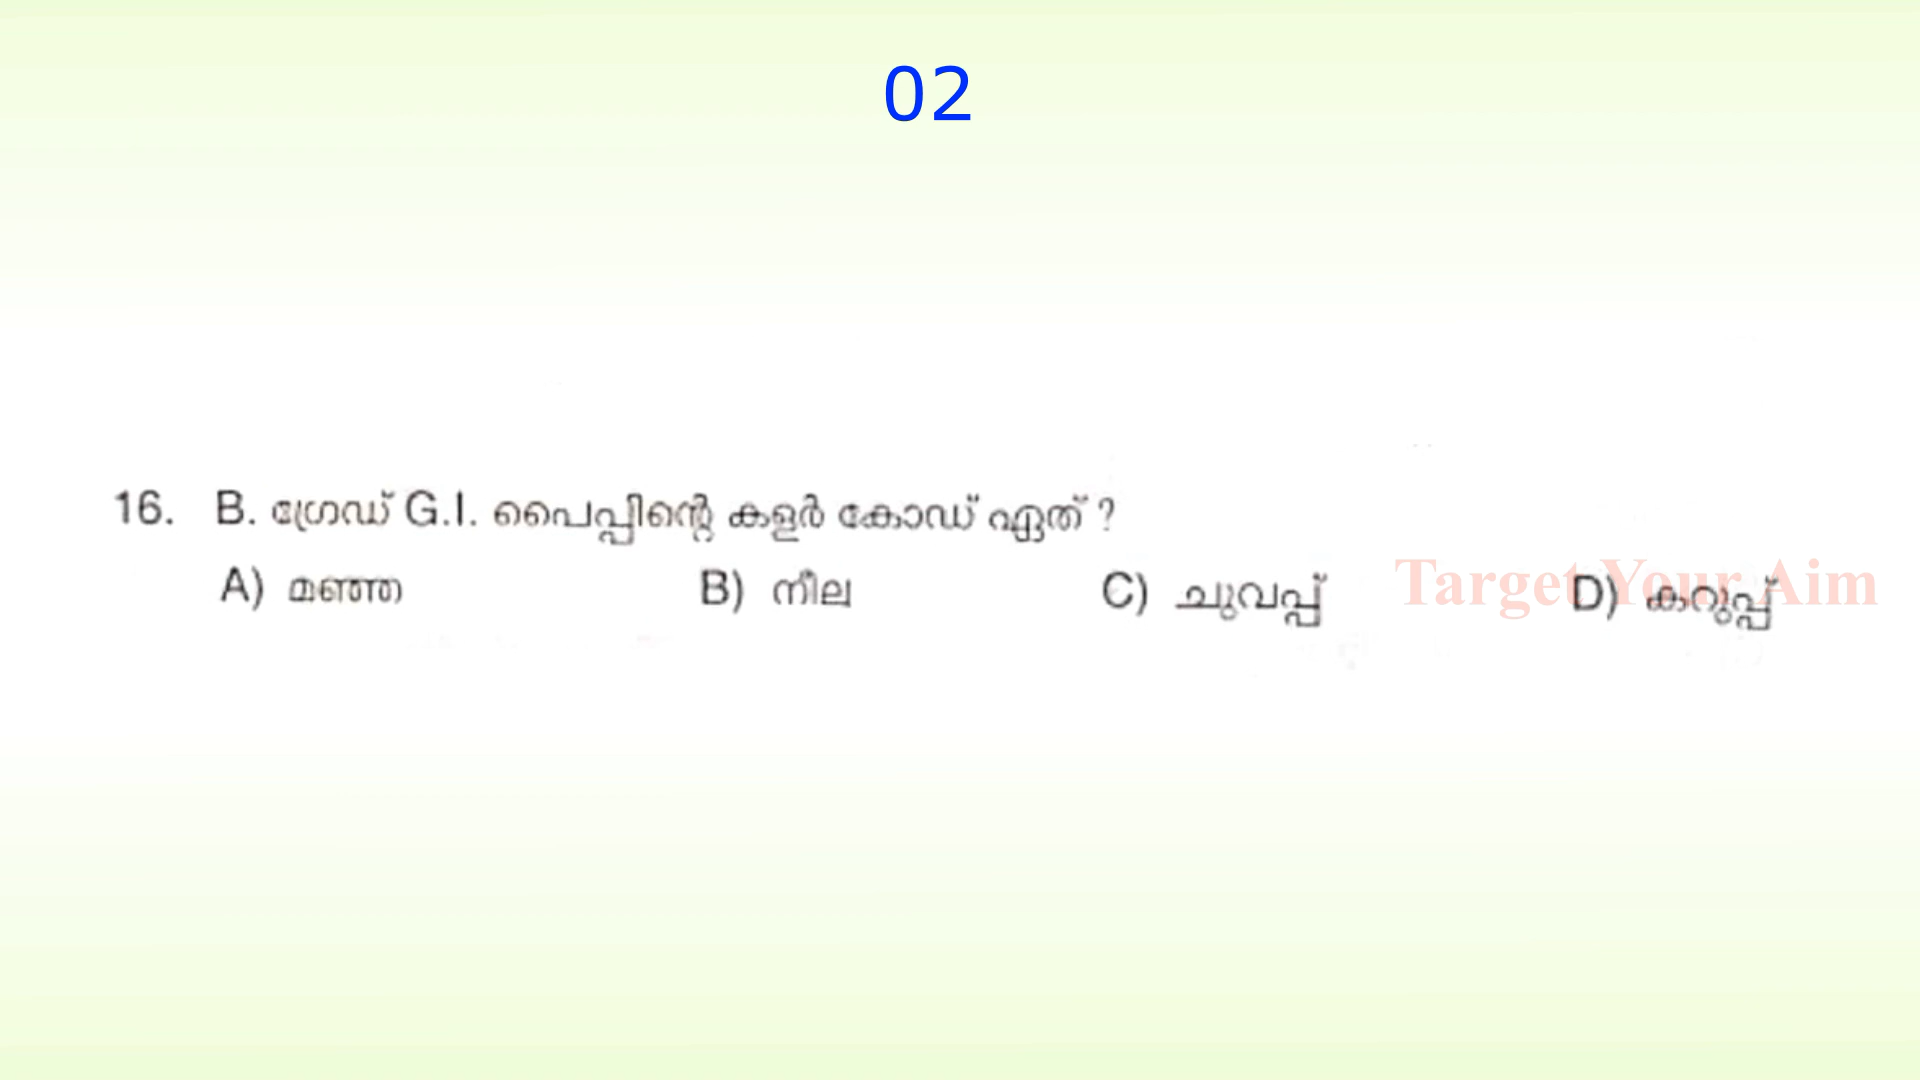 02
16. B. ഗ്രേഡ് G.I. പൈപ്പിന്റെ കളർ കോഡ് ഏത് ?
A) മഞ്ഞ B) നീല C) ചുവപ്പ് D) കറുപ്പ്
Target Your Aim